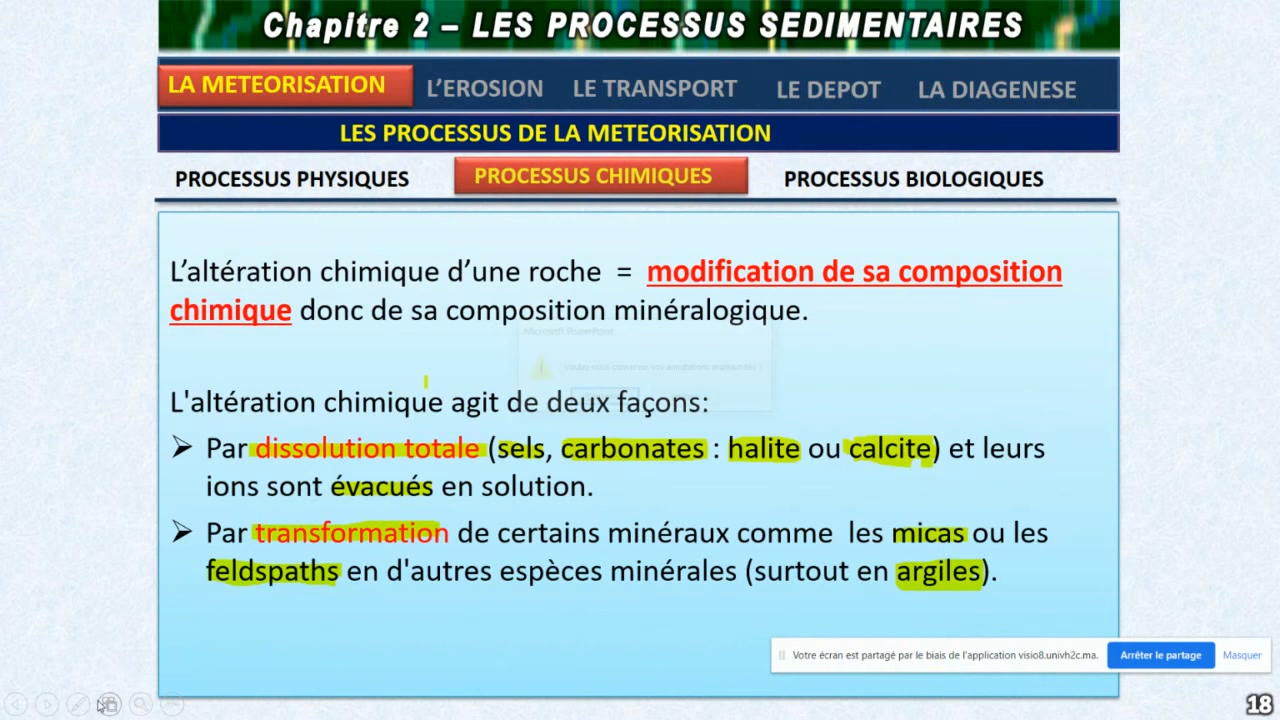 Chapitre 2 – LES PROCESSUS SEDIMENTAIRES
LA METEORISATION L’EROSION LE TRANSPORT LE DEPOT LA DIAGENESE
LES PROCESSUS DE LA METEORISATION
PROCESSUS PHYSIQUES PROCESSUS CHIMIQUES PROCESSUS BIOLOGIQUES
L’altération chimique d’une roche = modification de sa composition
chimique donc de sa composition minéralogique.
Microsoft PowerPoint
L'altération chimique agit de deux façons:
➢ Par dissolution totale (sels, carbonates : halite ou calcite) et leurs
ions sont évacués en solution.
➢ Par transformation de certains minéraux comme les micas ou les
feldspaths en d'autres espèces minérales (surtout en argiles).
Votre écran est partagé par le biais de l'application visio8.univh2c.ma. Arrêter le partage Masquer
18